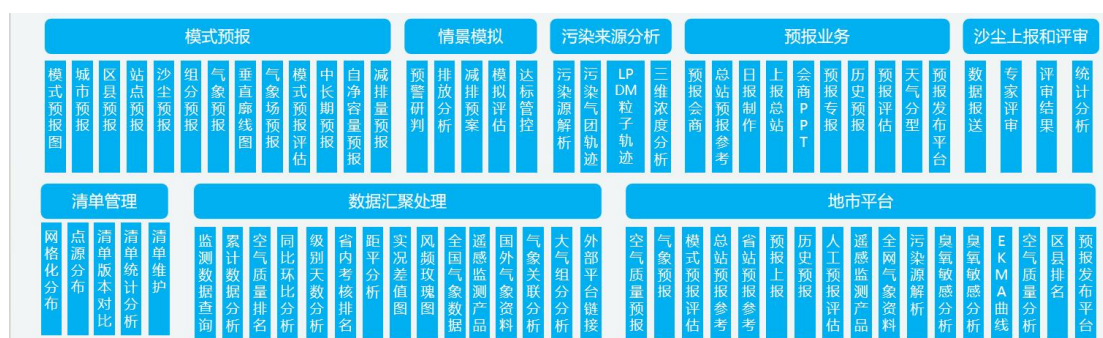 模式预报
情景模拟
污染来源分析
预报业务
沙尘上报和评审
模式预报图
城市预报
区县预报
站点预报
沙尘预报
组分预报
气象预报
垂直廓线图
气象场预报
模式预报评估
中长期预报
自净容量预报
减排量预报
预警研判
排放分析
减排预案
模拟评估
达标管控
污染源解析
污染气团轨迹
LPDM粒子轨迹
三维浓度分析
预报会商
总站预报参考
日报制作
上报总站
会商PPT
预报专报
历史预报
预报评估
天气分型
预报发布平台
数据报送
专家评审
评审结果
统计分析
清单管理
数据汇聚处理
地市平台
网格化分布
点源分布
清单版本对比
清单统计分析
清单维护
监测数据查询
累计数据分析
空气质量排名
同比环比分析
级别天数分析
省内考核排名
距平分析
实况差值图
风频玫瑰图
全国气象数据
遥感监测产品
国外气象资料
气象关联分析
大气组分分析
外部平台链接
空气质量预报
气象预报
模式预报评估
总站预报参考
省站预报参考
预报上报
历史预报
人工预报评估
遥感监测产品
全网气象资料
污染源解析
臭氧敏感分析
臭氧敏感分析
EKMA曲线
空气质量分析
区县排名
预报发布平台